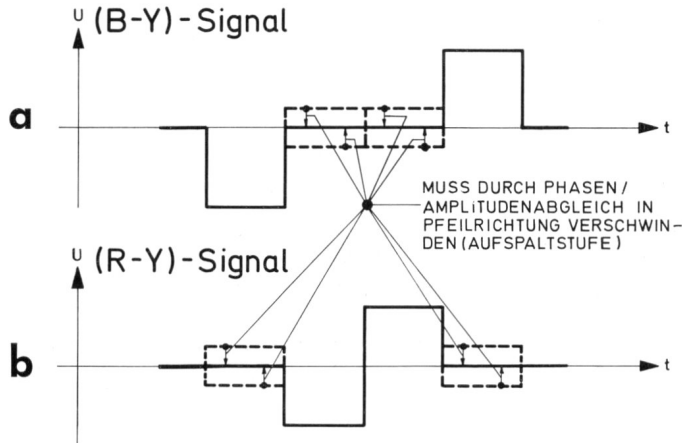 U (B-Y)-Signal
a
t
MUSS DURCH PHASEN/
AMPLITUDENABGLEICH IN
PFEILRICHTUNG VERSCHWIN-
DEN (AUFSPALTSTUFE)
U (R-Y)-Signal
b
t